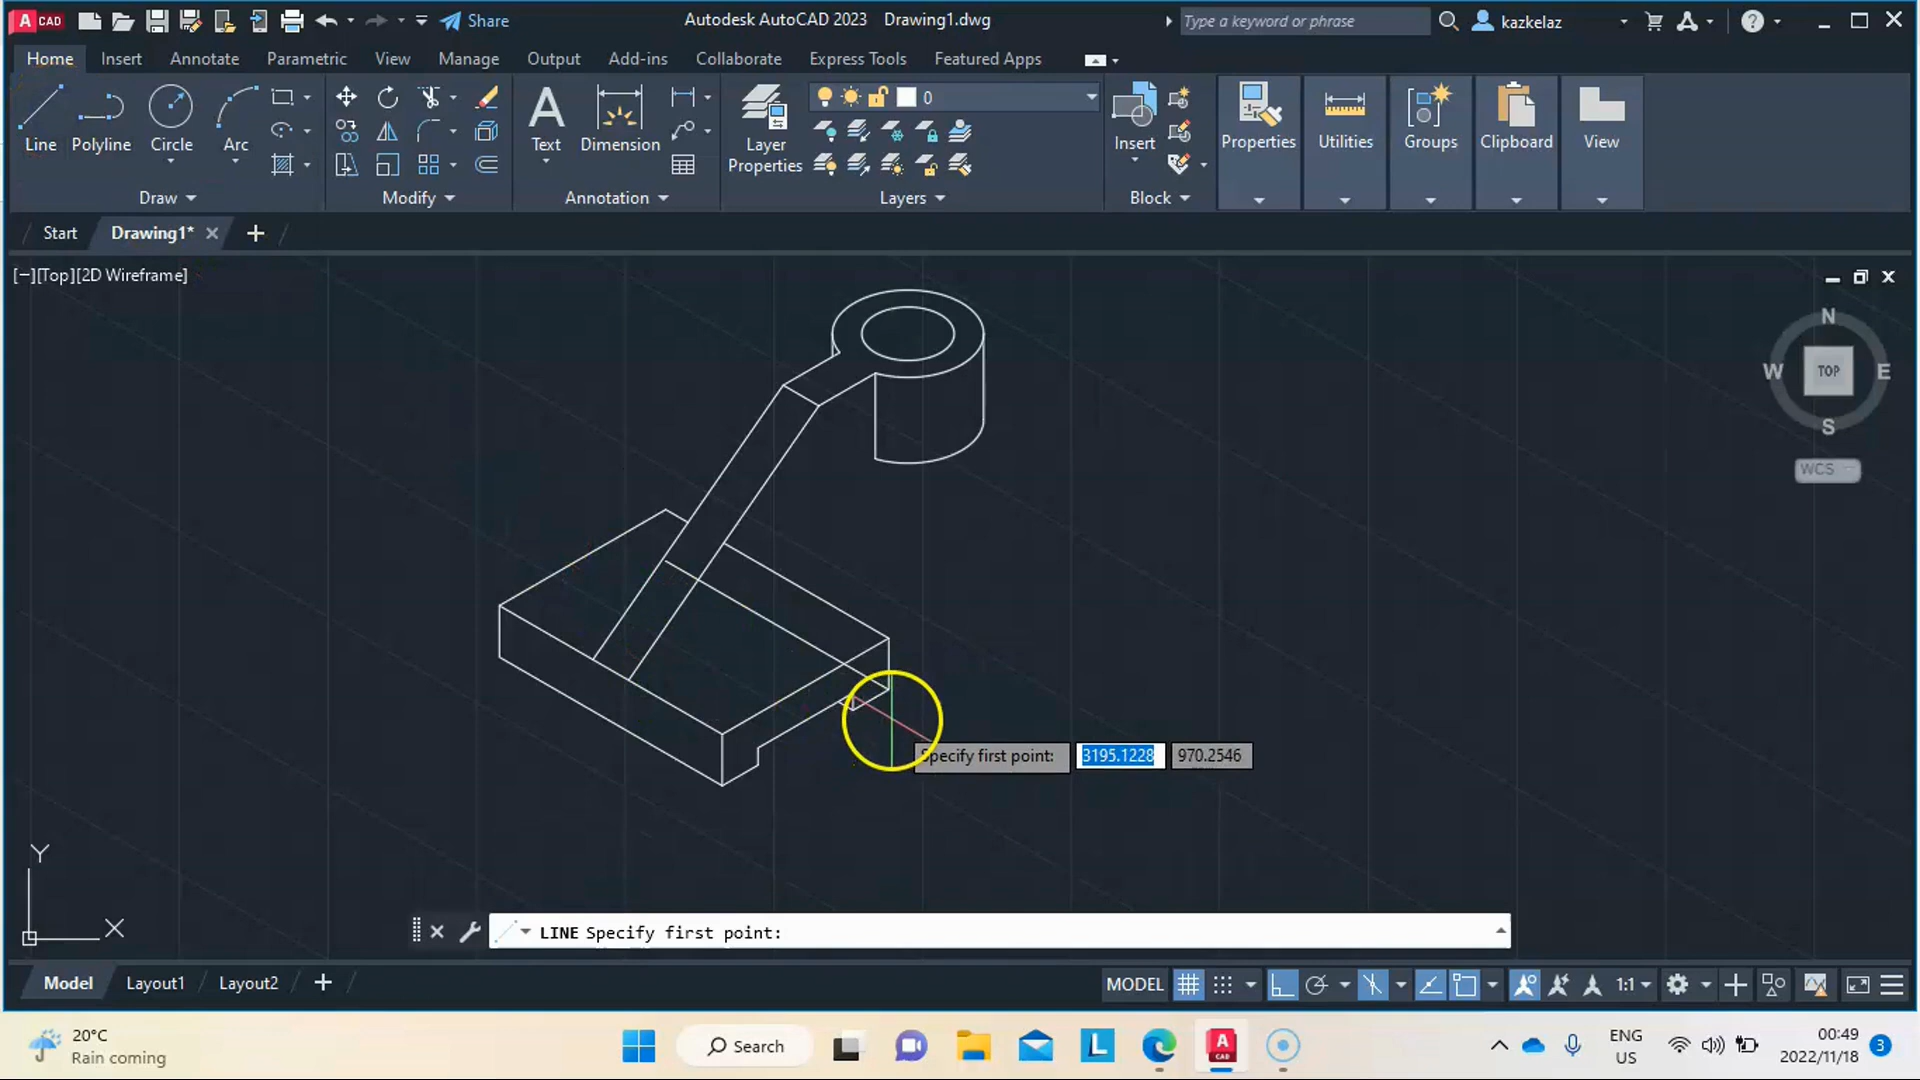 Share
Autodesk AutoCAD 2023 Drawing1.dwg
Type a keyword or phrase
kazkelaz
Home Insert Annotate Parametric View Manage Output Add-ins Collaborate Express Tools Featured Apps
0
Line Polyline Circle Arc Text Dimension Layer Properties Insert Properties Utilities Groups Clipboard View
Draw Modify Annotation Layers Block
Start Drawing1* +
[−][Top][2D Wireframe]
N
W TOP E
S
WCS
Specify first point: 3195.1228 970.2546
Y
X
LINE Specify first point:
Model Layout1 Layout2 + MODEL 1:1
20°C
Rain coming
Search
ENG
US
00:49
2022/11/18
3